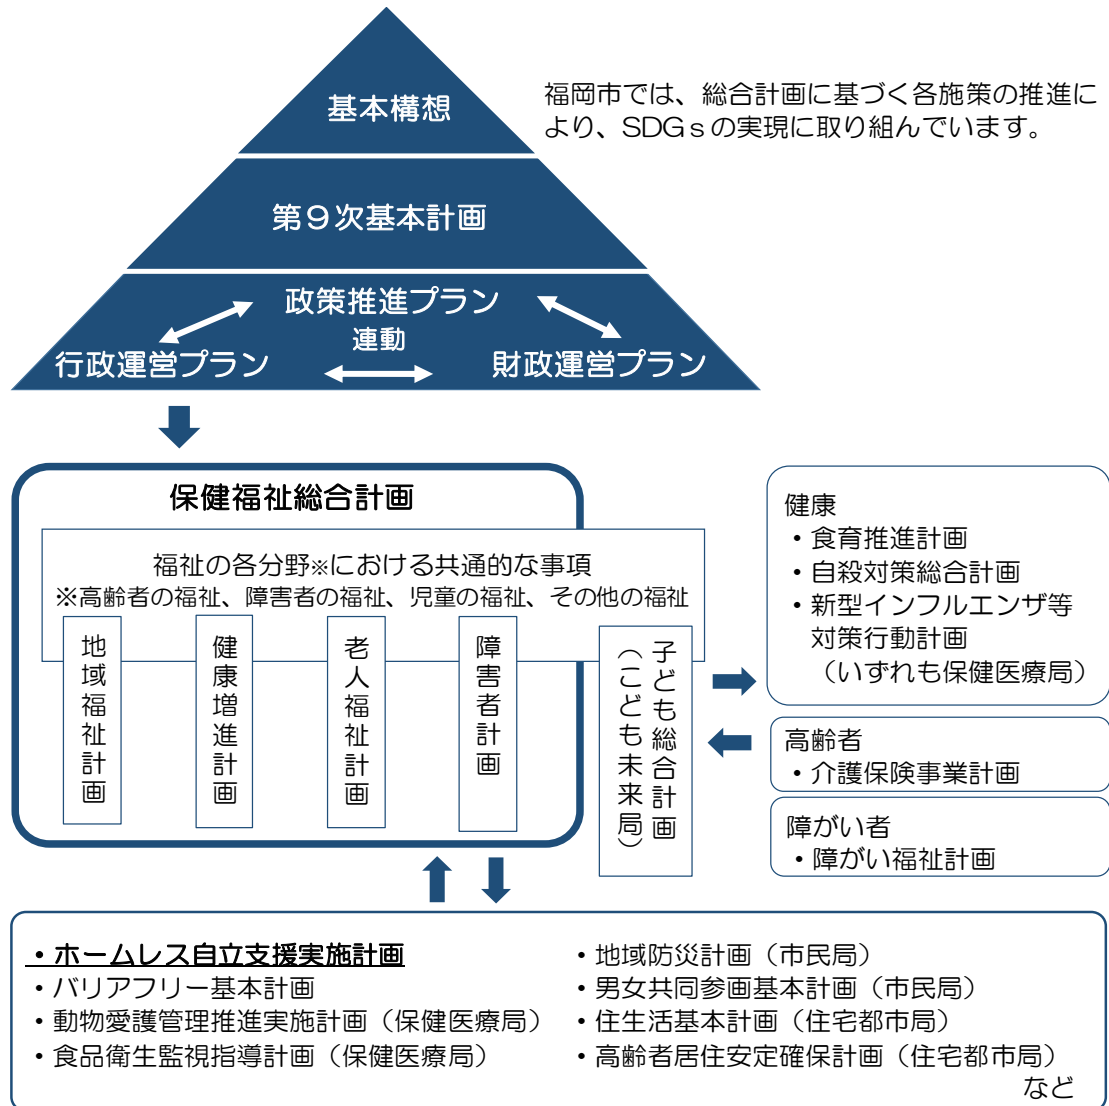 基本構想
福岡市では、総合計画に基づく各施策の推進に
より、SDGsの実現に取り組んでいます。
第9次基本計画
政策推進プラン
連動
行政運営プラン
財政運営プラン
保健福祉総合計画
福祉の各分野※における共通的な事項
※高齢者の福祉、障害者の福祉、児童の福祉、その他の福祉
地域福祉計画
健康増進計画
老人福祉計画
障害者計画
子ども総合計画
（こども未来局）
健康
・食育推進計画
・自殺対策総合計画
・新型インフルエンザ等
対策行動計画
（いずれも保健医療局）
高齢者
・介護保険事業計画
障がい者
・障がい福祉計画
・ホームレス自立支援実施計画
・バリアフリー基本計画
・動物愛護管理推進実施計画（保健医療局）
・食品衛生監視指導計画（保健医療局）
・地域防災計画（市民局）
・男女共同参画基本計画（市民局）
・住生活基本計画（住宅都市局）
・高齢者居住安定確保計画（住宅都市局）
など